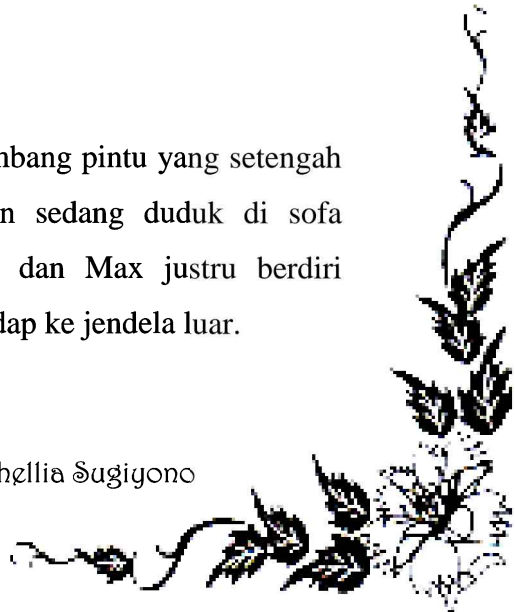 mbang pintu yang setengah
n sedang duduk di sofa
dan Max justru berdiri
dap ke jendela luar.
hellia Sugiyono